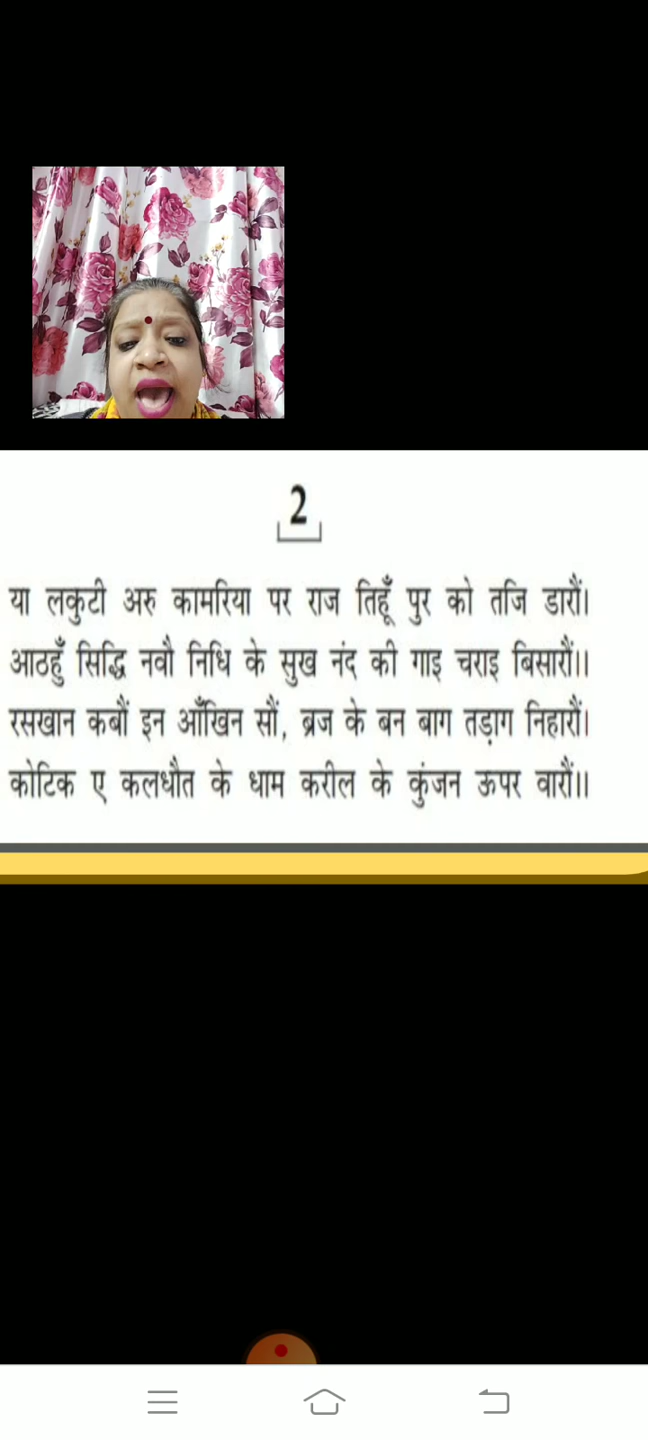 2
या लकुटी अरु कामरिया पर राज तिहूँ पुर को तजि डारौं।
आठहुँ सिद्धि नवौ निधि के सुख नंद की गाइ चराइ बिसारौं।।
रसखान कबौं इन आँखिन सौं, ब्रज के बन बाग तड़ाग निहारौं।
कोटिक ए कलधौत के धाम करील के कुंजन ऊपर वारौं।।